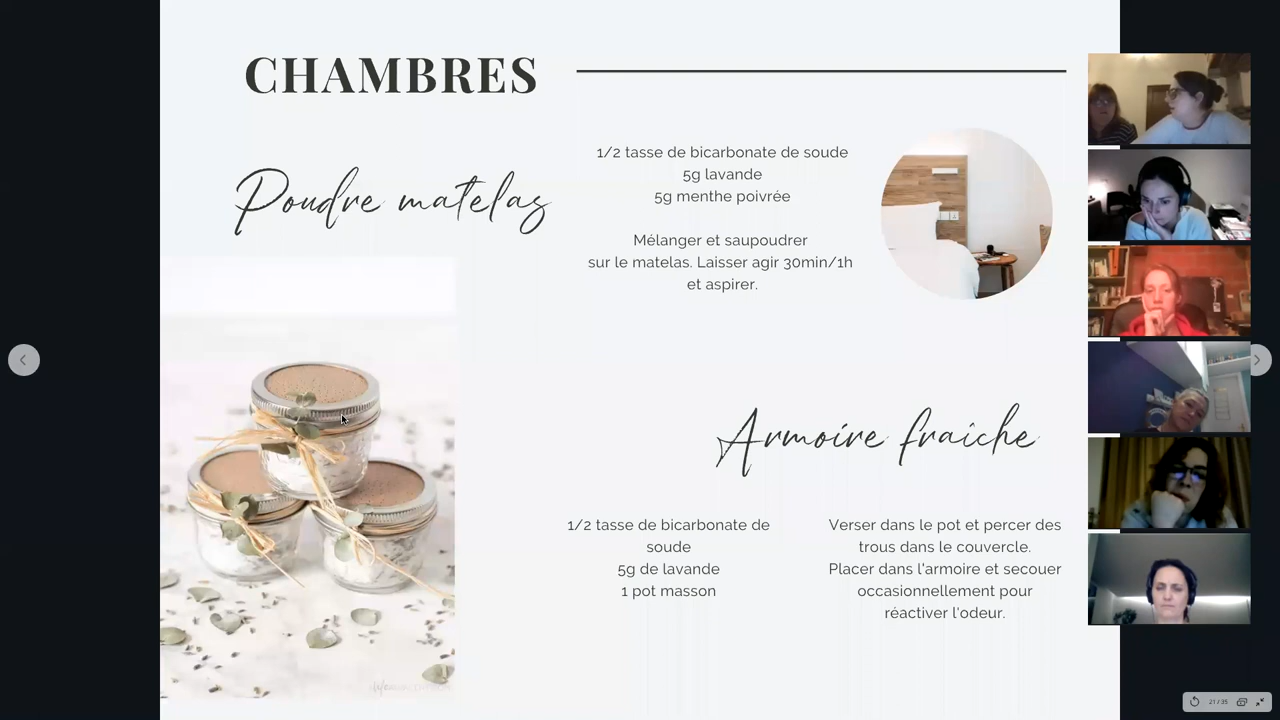 CHAMBRES
Poudre matelas
1/2 tasse de bicarbonate de soude
5g lavande
5g menthe poivrée
Mélanger et saupoudrer
sur le matelas. Laisser agir 30min/1h
et aspirer.
Armoire fraiche
1/2 tasse de bicarbonate de
soude
5g de lavande
1 pot masson
Verser dans le pot et percer des
trous dans le couvercle.
Placer dans l'armoire et secouer
occasionnellement pour
réactiver l'odeur.
21 / 35